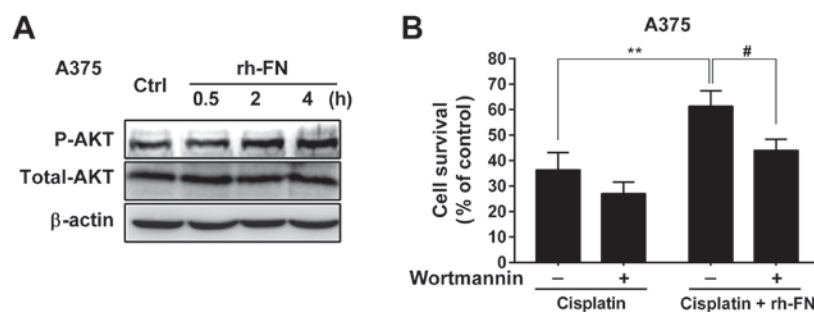 A
A375 Ctrl rh-FN
0.5 2 4 (h)
P-AKT
Total-AKT
β-actin
B
A375
** #
Cell survival
(% of control)
80
70
60
50
40
30
20
10
0
Wortmannin – + – +
Cisplatin Cisplatin + rh-FN